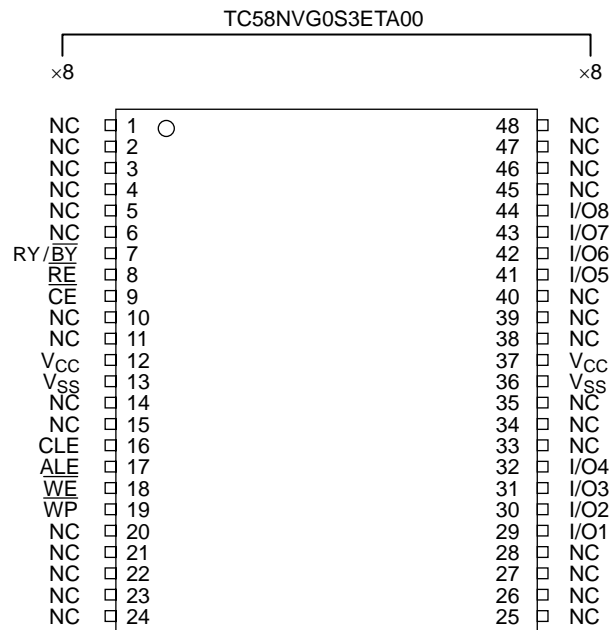 TC58NVG0S3ETA00
×8 ×8
NC 1 48 NC
NC 2 47 NC
NC 3 46 NC
NC 4 45 NC
NC 5 44 I/O8
NC 6 43 I/O7
RY/B̅Y̅ 7 42 I/O6
R̅E̅ 8 41 I/O5
C̅E̅ 9 40 NC
NC 10 39 NC
NC 11 38 NC
VCC 12 37 VCC
VSS 13 36 VSS
NC 14 35 NC
NC 15 34 NC
CLE 16 33 NC
ALE 17 32 I/O4
W̅E̅ 18 31 I/O3
W̅P̅ 19 30 I/O2
NC 20 29 I/O1
NC 21 28 NC
NC 22 27 NC
NC 23 26 NC
NC 24 25 NC